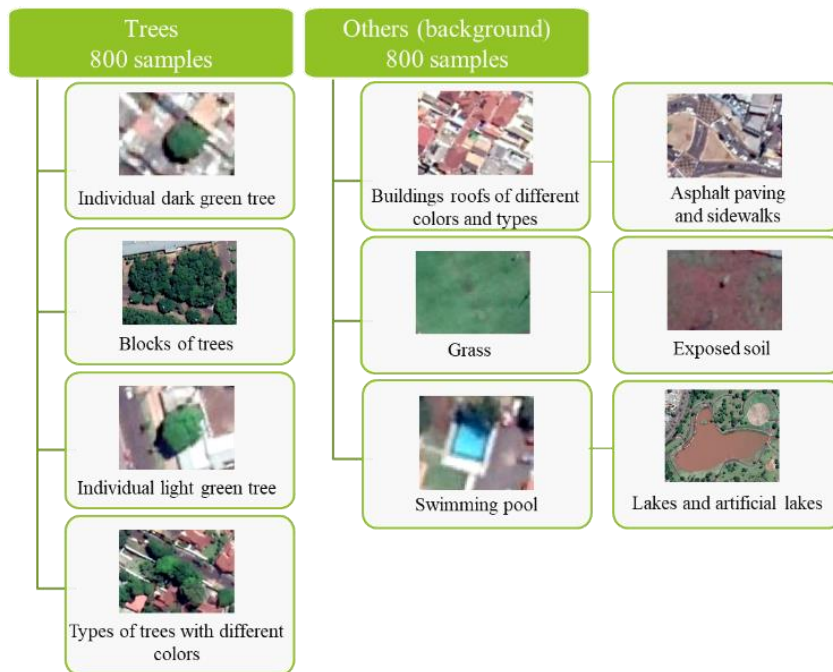 Trees
800 samples
Others (background)
800 samples
Individual dark green tree
Buildings roofs of different
colors and types
Asphalt paving
and sidewalks
Blocks of trees
Grass
Exposed soil
Individual light green tree
Swimming pool
Lakes and artificial lakes
Types of trees with different
colors